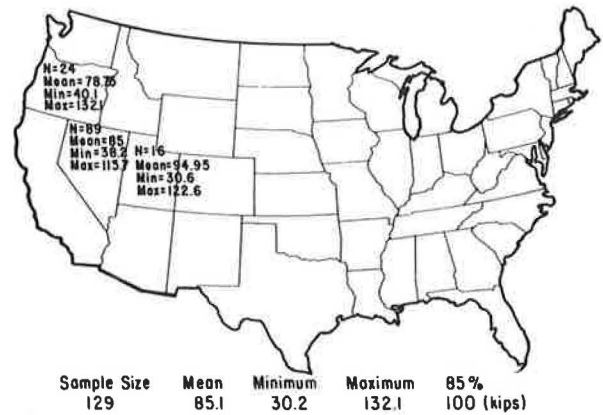 N=24
Mean=78.75
Min=40.1
Max=132.1
N=89
Mean=85
Min=38.2
Max=115.7
N=16
Mean=94.95
Min=30.6
Max=122.6
Sample Size Mean Minimum Maximum 85%
129 85.1 30.2 132.1 100 (kips)